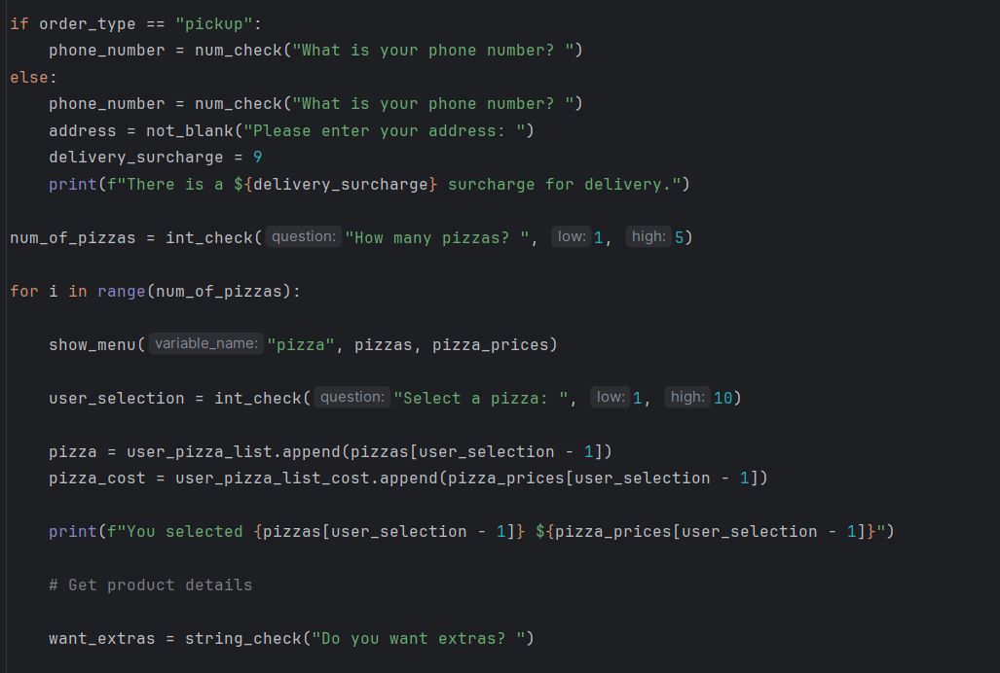 if order_type == "pickup":
    phone_number = num_check("What is your phone number? ")
else:
    phone_number = num_check("What is your phone number? ")
    address = not_blank("Please enter your address: ")
    delivery_surcharge = 9
    print(f"There is a ${delivery_surcharge} surcharge for delivery.")
num_of_pizzas = int_check( question: "How many pizzas? ", low: 1, high: 5)
for i in range(num_of_pizzas):
    show_menu( variable_name: "pizza", pizzas, pizza_prices)
    user_selection = int_check( question: "Select a pizza: ", low: 1, high: 10)
    pizza = user_pizza_list.append(pizzas[user_selection - 1])
    pizza_cost = user_pizza_list_cost.append(pizza_prices[user_selection - 1])
    print(f"You selected {pizzas[user_selection - 1]} ${pizza_prices[user_selection - 1]}")
    # Get product details
    want_extras = string_check("Do you want extras? ")